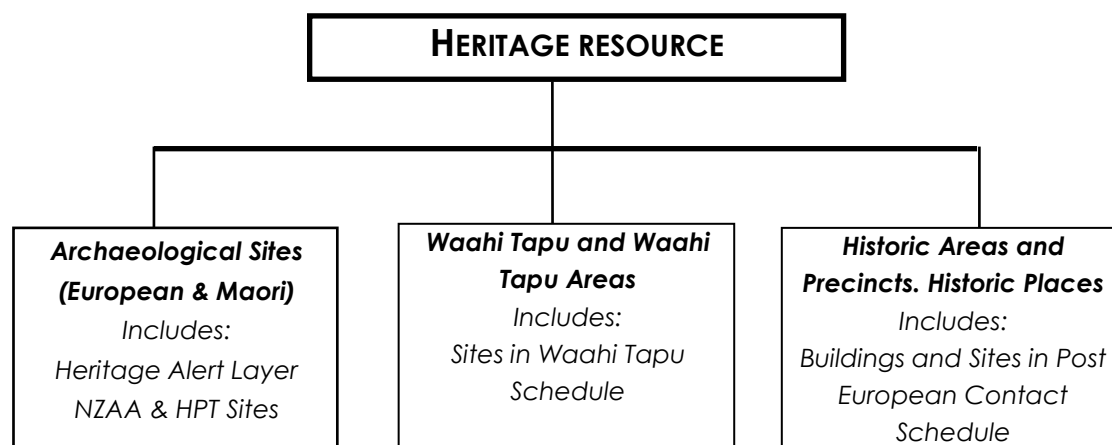 HERITAGE RESOURCE
Archaeological Sites
(European & Maori)
Includes:
Heritage Alert Layer
NZAA & HPT Sites
Waahi Tapu and Waahi
Tapu Areas
Includes:
Sites in Waahi Tapu
Schedule
Historic Areas and
Precincts. Historic Places
Includes:
Buildings and Sites in Post
European Contact
Schedule